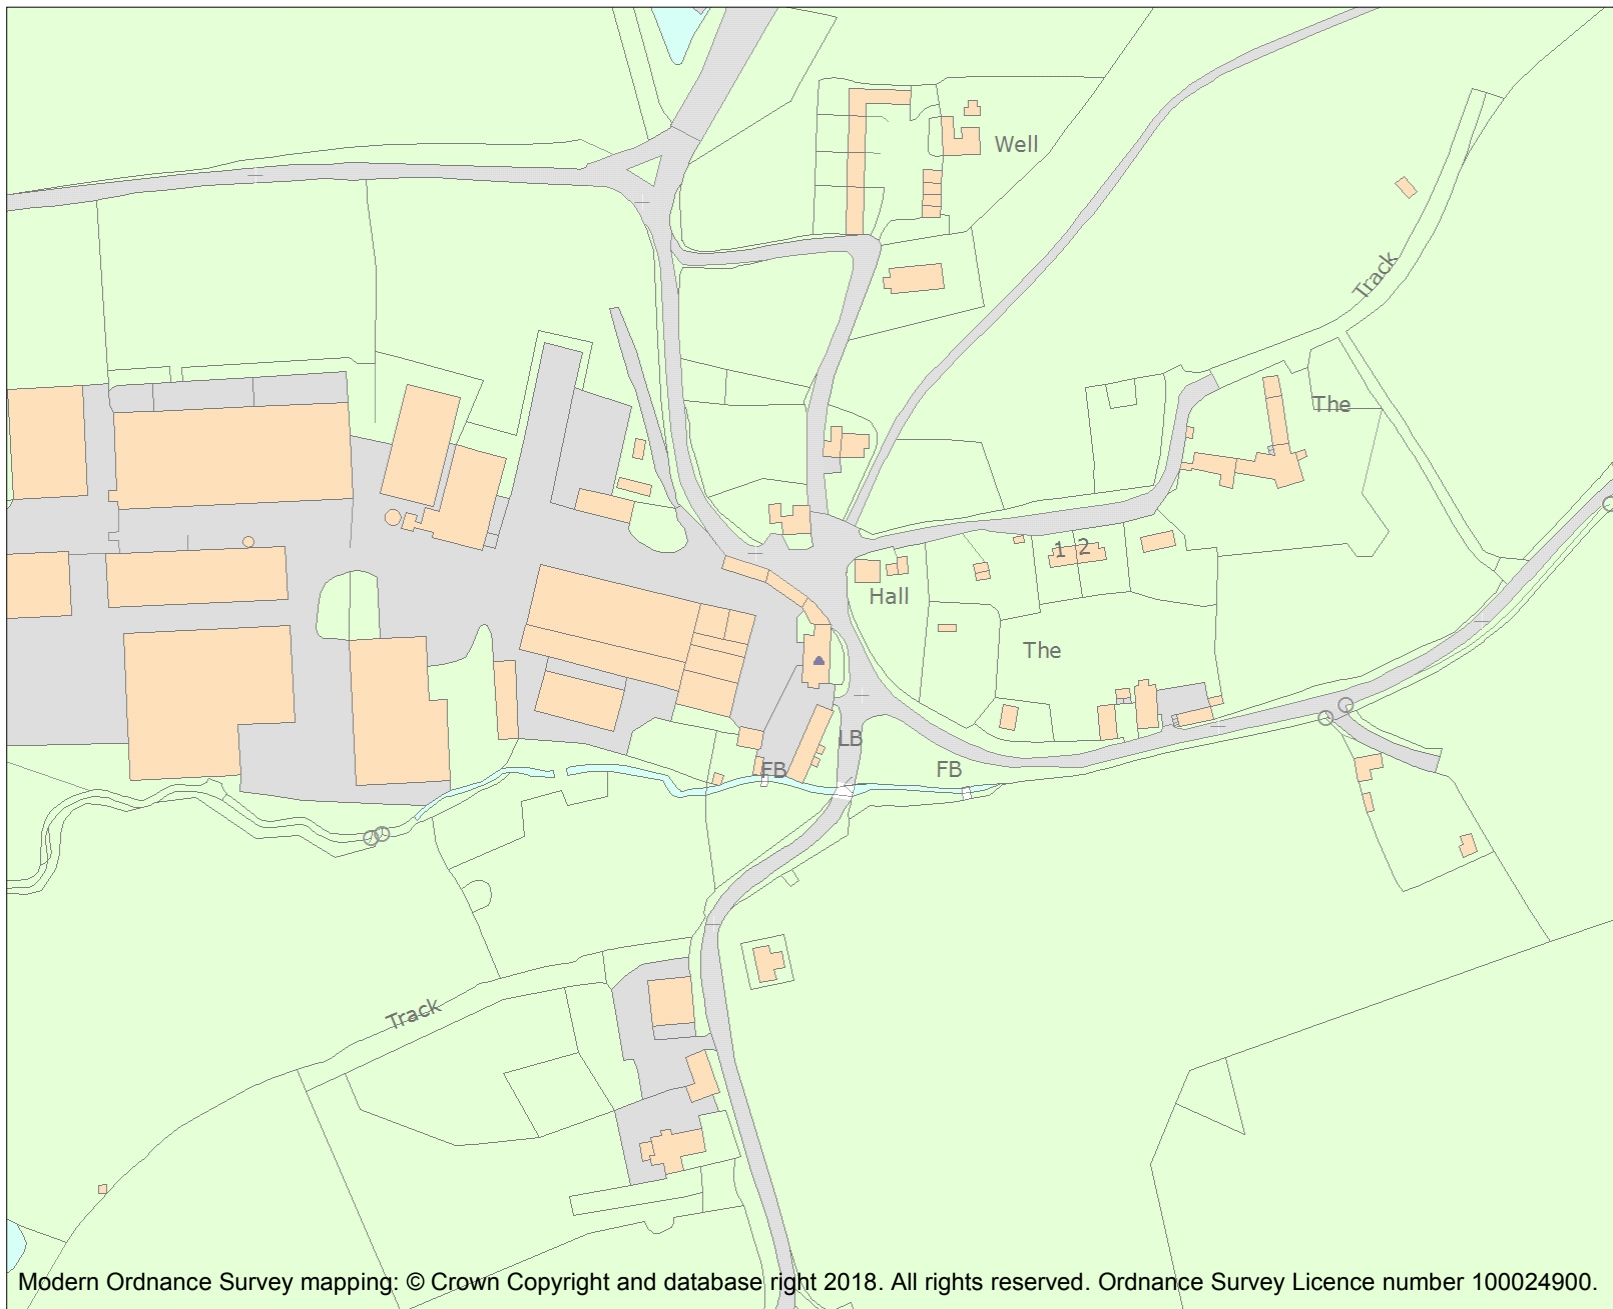 Well
Track
The
1 2
Hall
The
LB
FB
FB
Track
Modern Ordnance Survey mapping: © Crown Copyright and database right 2018. All rights reserved. Ordnance Survey Licence number 100024900.